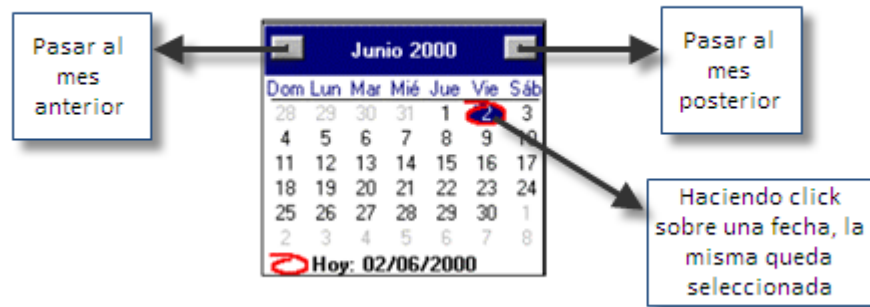 Pasar al
mes
anterior
Junio 2000
Pasar al
mes
posterior
Dom Lun Mar Mié Jue Vie Sáb
28 29 30 31 1 2 3
4 5 6 7 8 9 10
11 12 13 14 15 16 17
18 19 20 21 22 23 24
25 26 27 28 29 30 1
2 3 4 5 6 7 8
Hoy: 02/06/2000
Haciendo click
sobre una fecha, la
misma queda
seleccionada